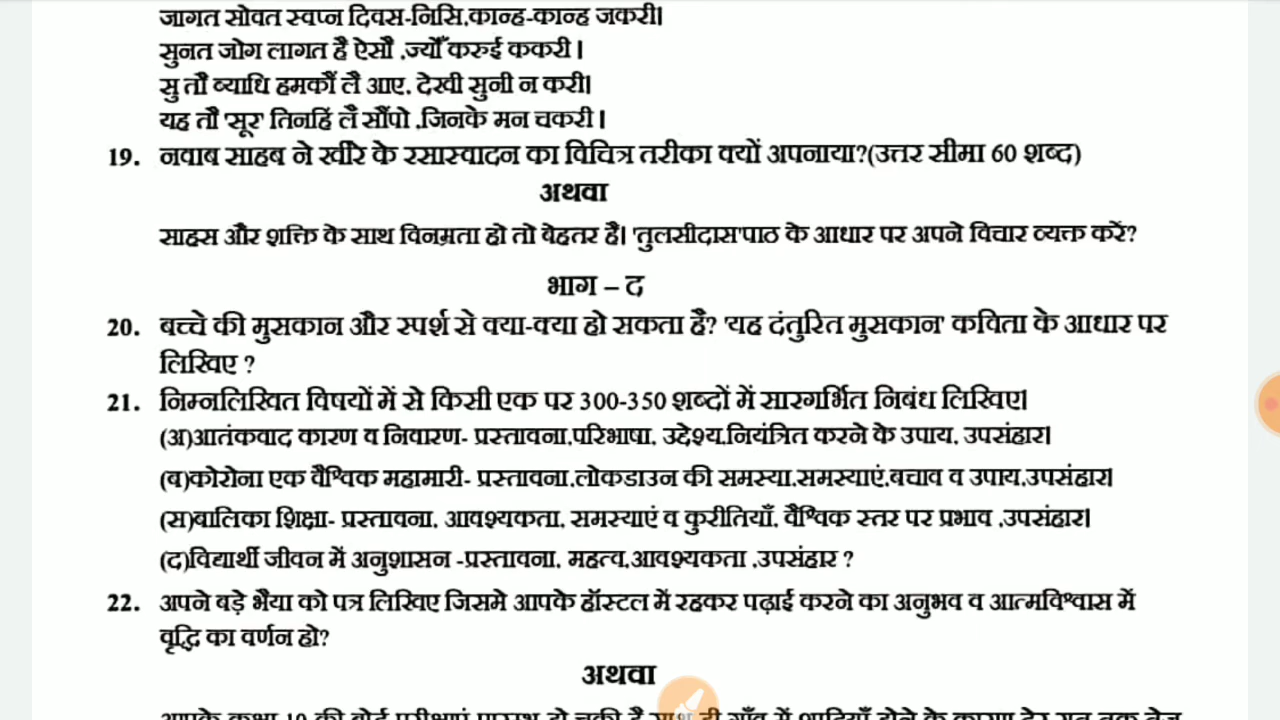 जागत सोवत स्वप्न दिवस-निसि,कान्ह-कान्ह जकरी।
सुनत जोग लागत है ऐसौ ,ज्यौं करुई ककरी।
सु तौ ब्याधि हमकौं लै आए, देखी सुनी न करी।
यह तौ 'सूर' तिनहिं लै सौंपो ,जिनके मन चकरी।
19. नवाब साहब ने खीरे के रसास्वादन का विचित्र तरीका क्यों अपनाया?(उत्तर सीमा 60 शब्द)
अथवा
साहस और शक्ति के साथ विनम्रता हो तो वेहतर है। 'तुलसीदास'पाठ के आधार पर अपने विचार व्यक्त करें?
भाग – द
20. बच्चे की मुसकान और स्पर्श से क्या-क्या हो सकता है? 'यह दंतुरित मुसकान' कविता के आधार पर
लिखिए ?
21. निम्नलिखित विषयों में से किसी एक पर 300-350 शब्दों में सारगर्भित निबंध लिखिए।
(अ)आतंकवाद कारण व निवारण- प्रस्तावना,परिभाषा, उद्देश्य,नियंत्रित करने के उपाय, उपसंहार।
(ब)कोरोना एक वैश्विक महामारी- प्रस्तावना,लोकडाउन की समस्या,समस्याएं,बचाव व उपाय,उपसंहार।
(स)बालिका शिक्षा- प्रस्तावना, आवश्यकता, समस्याएं व कुरीतियाँ, वैश्विक स्तर पर प्रभाव ,उपसंहार।
(द)विद्यार्थी जीवन में अनुशासन -प्रस्तावना, महत्व,आवश्यकता ,उपसंहार ?
22. अपने बड़े भैया को पत्र लिखिए जिसमे आपके हॉस्टल में रहकर पढ़ाई करने का अनुभव व आत्मविश्वास में
वृद्धि का वर्णन हो?
अथवा